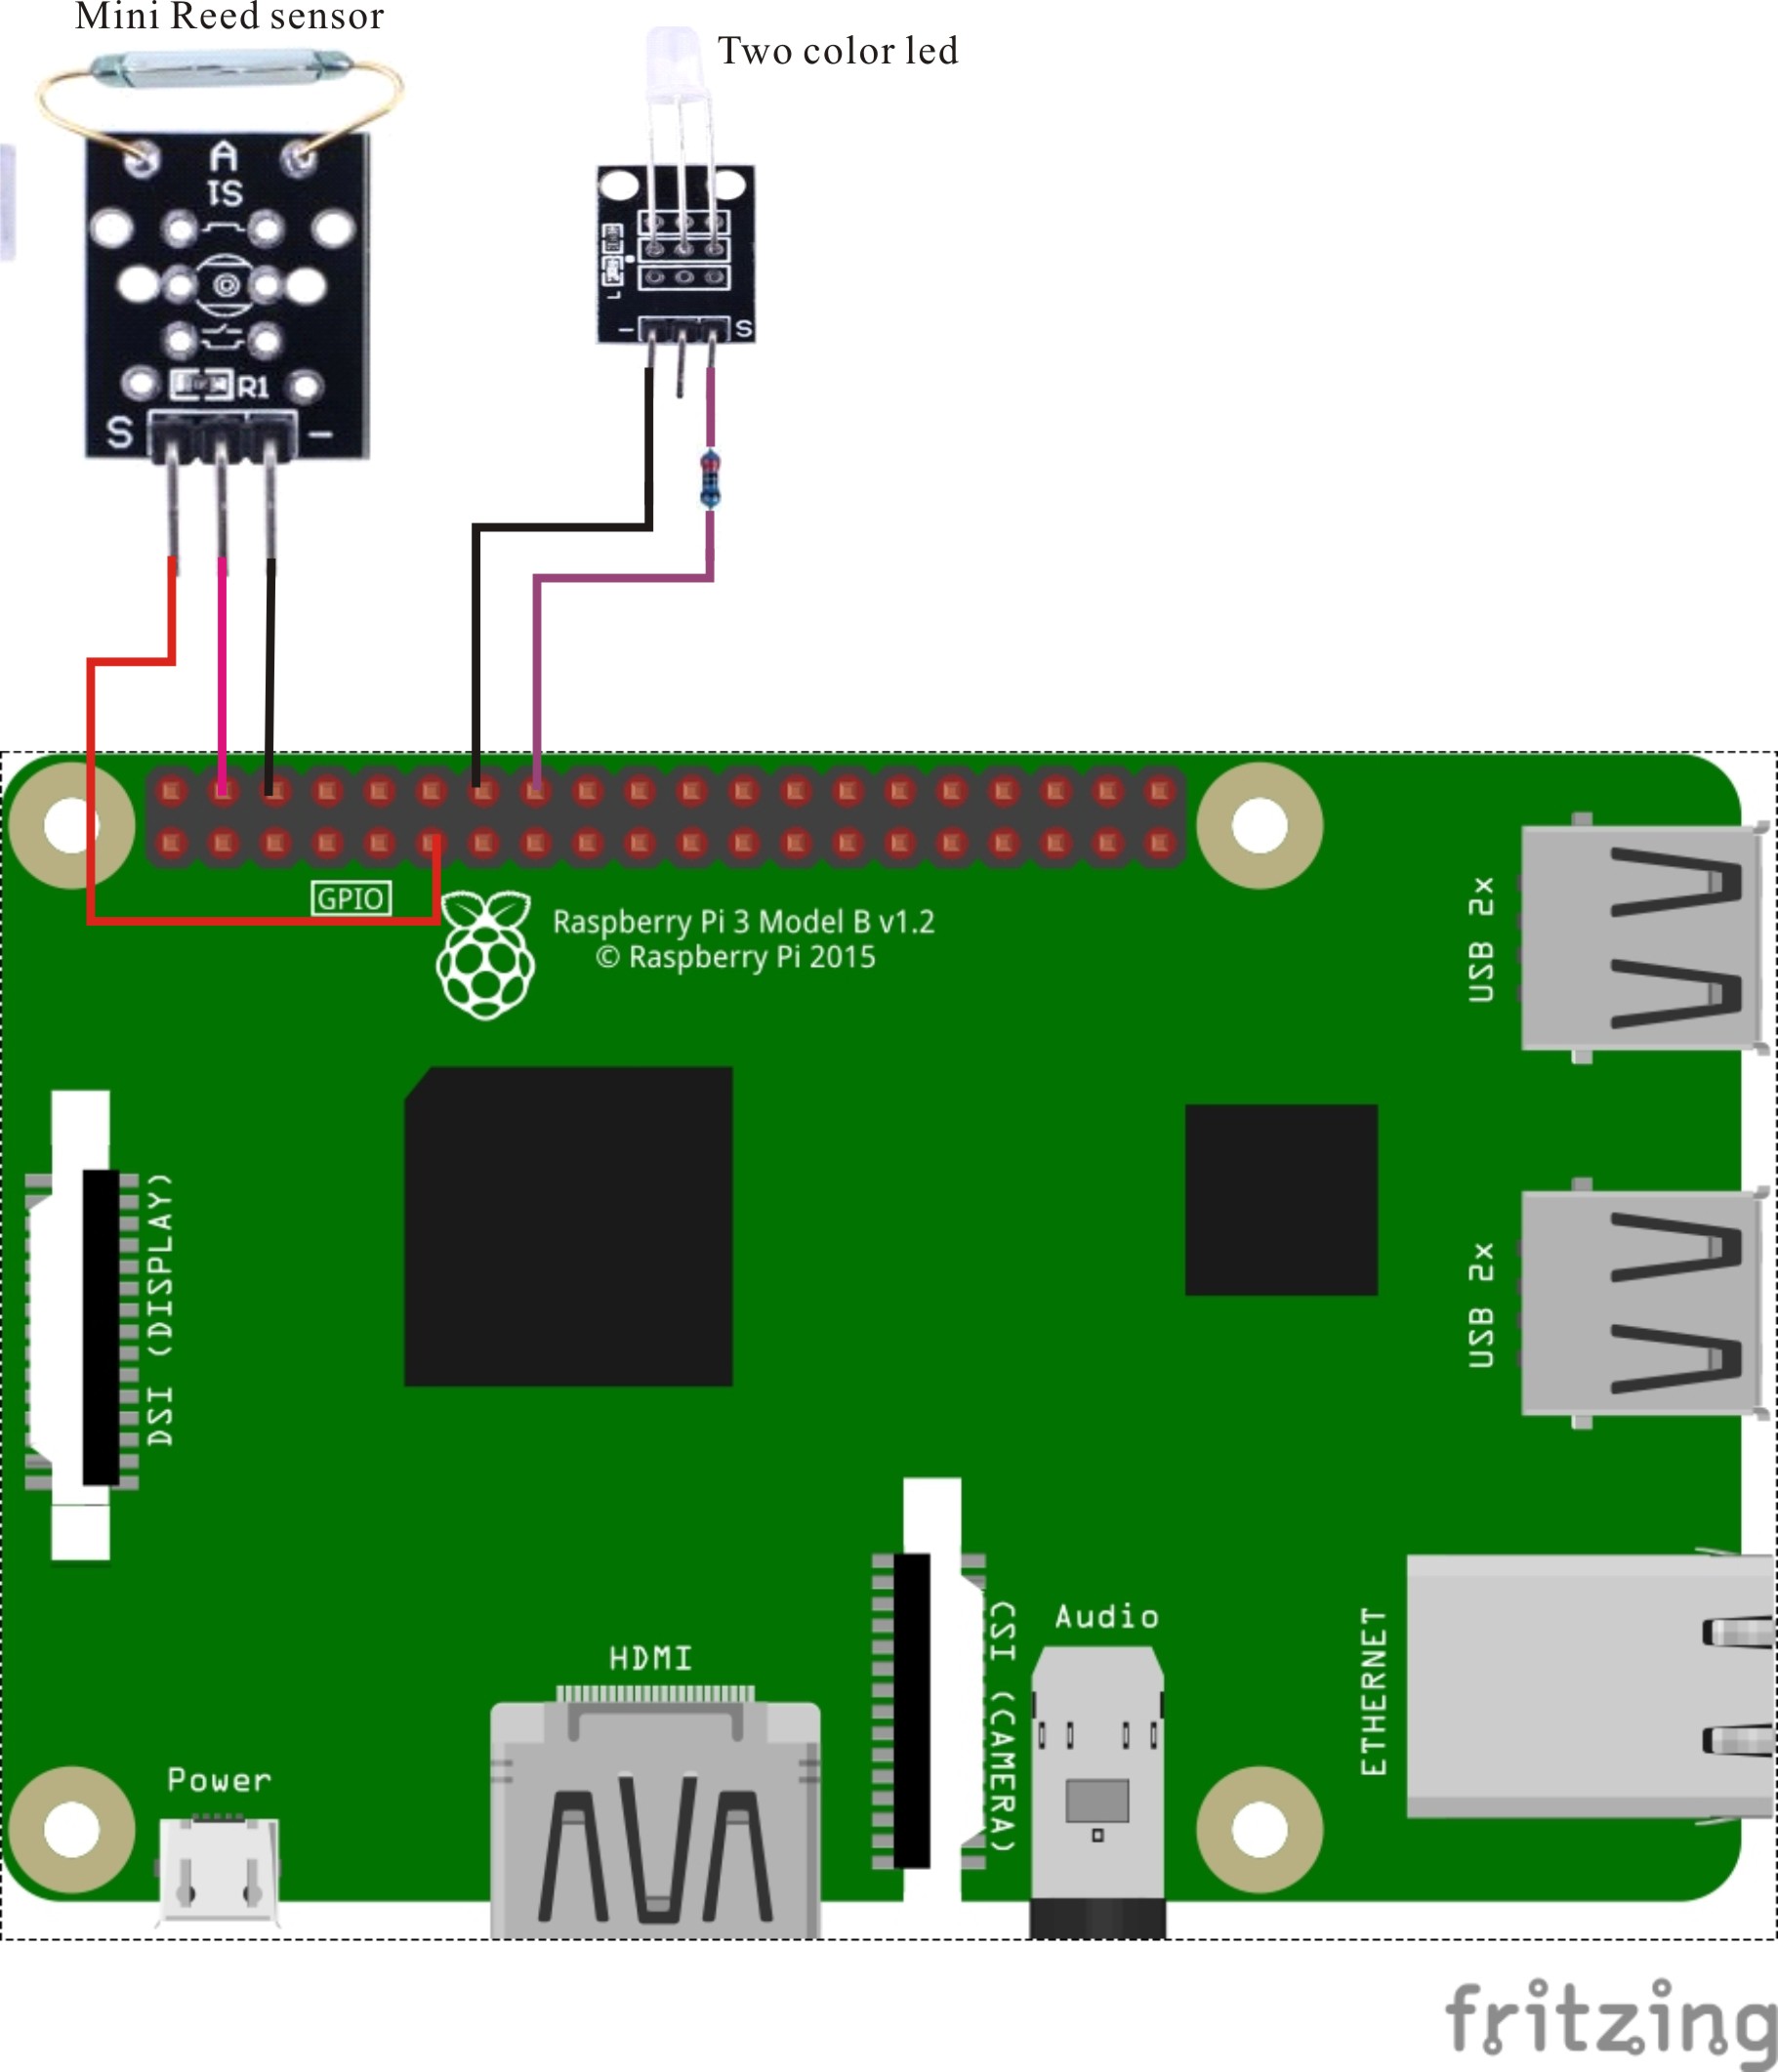 Mini Reed sensor
Two color led
A
S1
R1
S
-
L
-
S
GPIO
Raspberry Pi 3 Model B v1.2
© Raspberry Pi 2015
USB 2x
USB 2x
DSI (DISPLAY)
CSI (CAMERA)
Audio
ETHERNET
HDMI
Power
fritzing